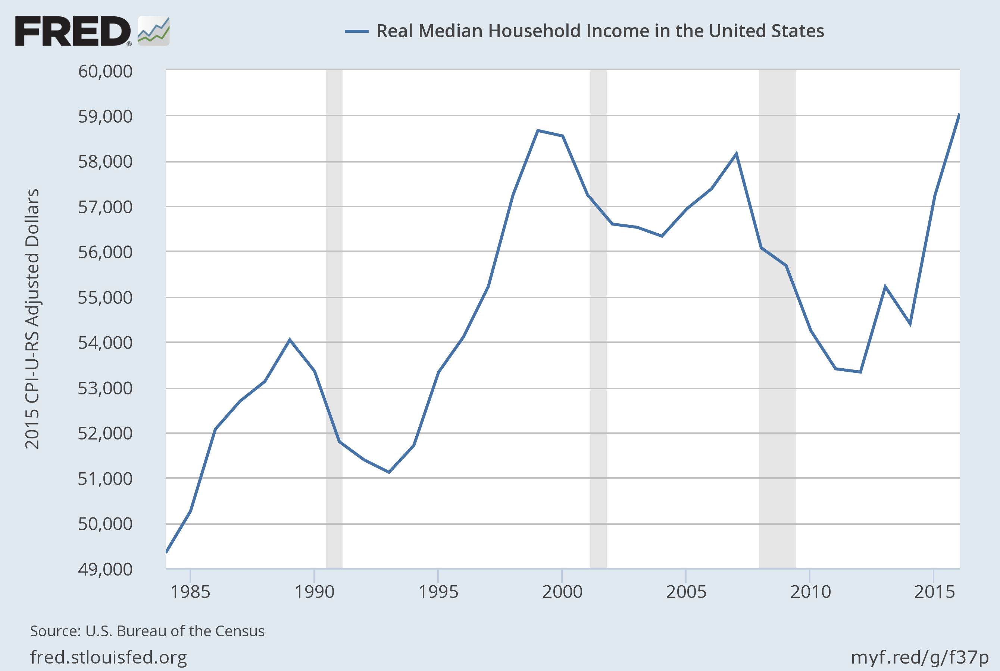 FRED®
Real Median Household Income in the United States
60,000
59,000
58,000
57,000
56,000
55,000
54,000
53,000
52,000
51,000
50,000
49,000
2015 CPI-U-RS Adjusted Dollars
1985 1990 1995 2000 2005 2010 2015
Source: U.S. Bureau of the Census
fred.stlouisfed.org
myf.red/g/f37p